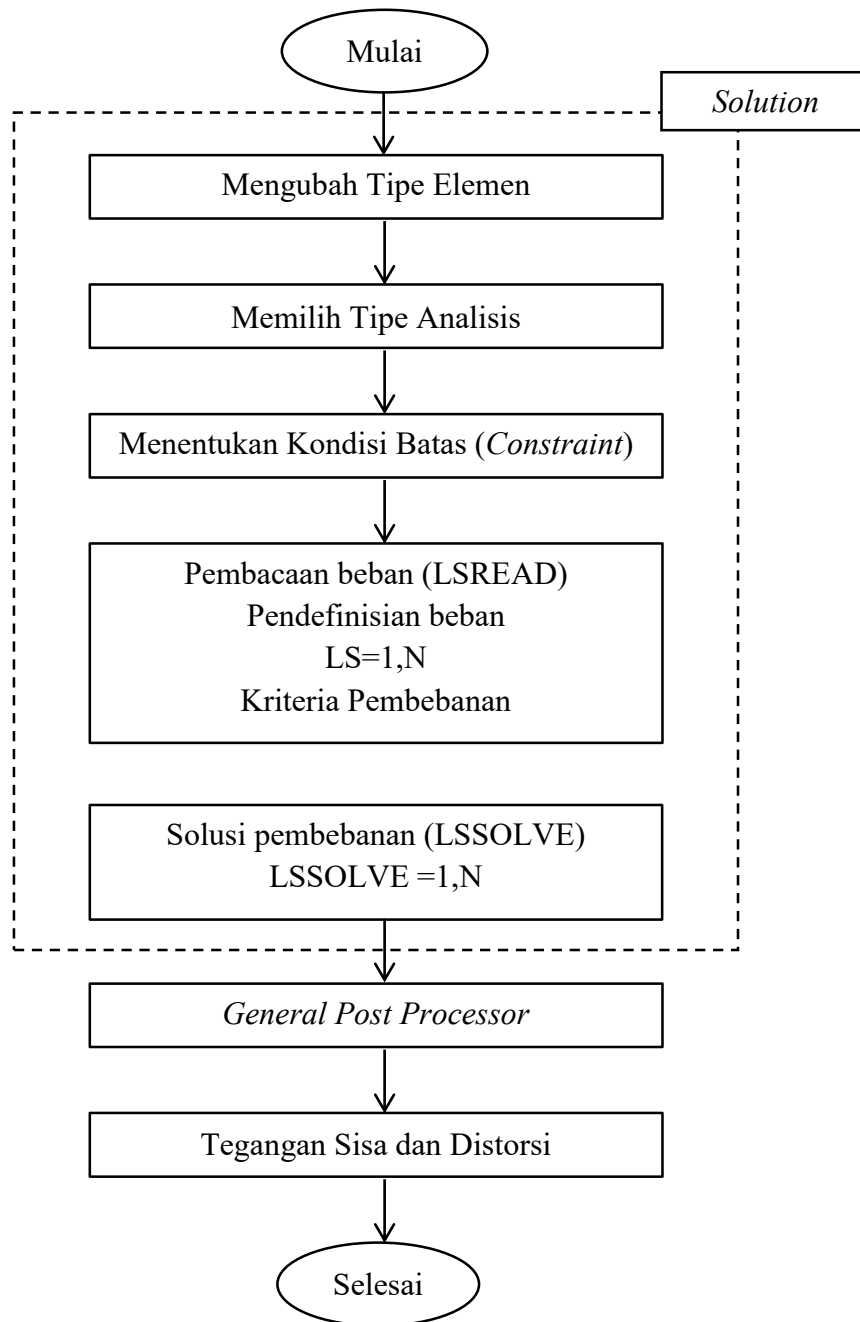 Mulai
Solution
Mengubah Tipe Elemen
Memilih Tipe Analisis
Menentukan Kondisi Batas (Constraint)
Pembacaan beban (LSREAD)
Pendefinisian beban
LS=1,N
Kriteria Pembebanan
Solusi pembebanan (LSSOLVE)
LSSOLVE =1,N
General Post Processor
Tegangan Sisa dan Distorsi
Selesai